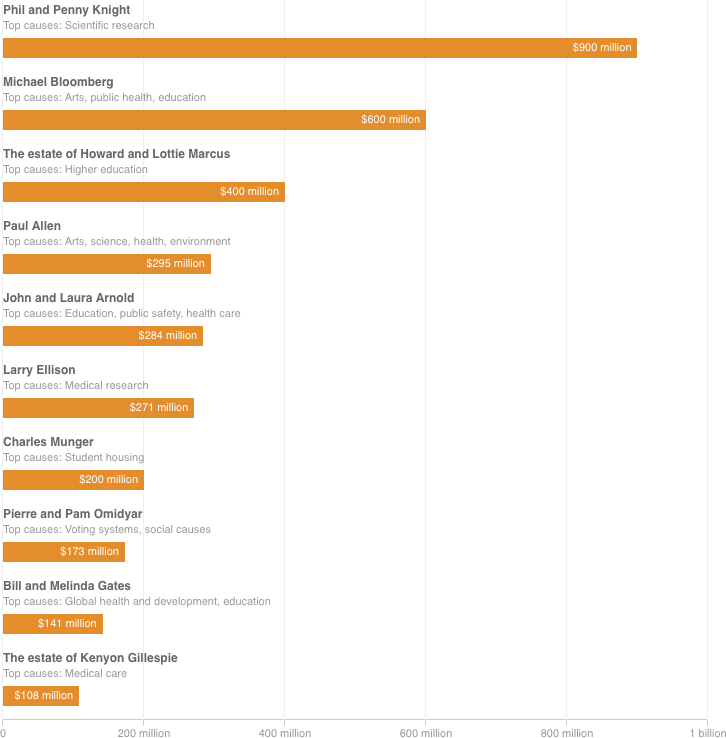 Phil and Penny Knight
Top causes: Scientific research
$900 million
Michael Bloomberg
Top causes: Arts, public health, education
$600 million
The estate of Howard and Lottie Marcus
Top causes: Higher education
$400 million
Paul Allen
Top causes: Arts, science, health, environment
$295 million
John and Laura Arnold
Top causes: Education, public safety, health care
$284 million
Larry Ellison
Top causes: Medical research
$271 million
Charles Munger
Top causes: Student housing
$200 million
Pierre and Pam Omidyar
Top causes: Voting systems, social causes
$173 million
Bill and Melinda Gates
Top causes: Global health and development, education
$141 million
The estate of Kenyon Gillespie
Top causes: Medical care
$108 million
0 200 million 400 million 600 million 800 million 1 billion